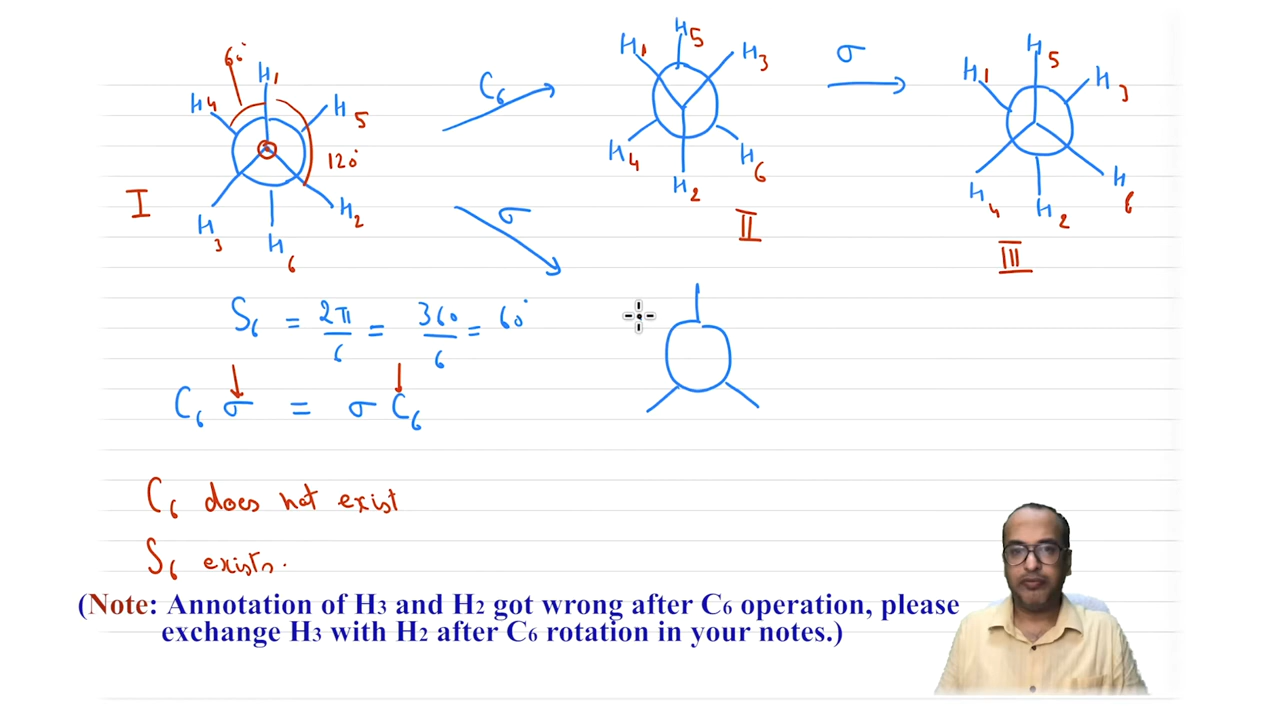 60°
H1
H4
H5
120°
H2
H3
H6
I
C6
H5
H1
H3
H4
H6
H2
II
σ
H5
H1
H3
H4
H6
H2
III
σ
S6 = 2π/6 = 360/6 = 60°
C6 σ = σ C6
C6 does not exist
S6 exists.
(Note: Annotation of H3 and H2 got wrong after C6 operation, please
exchange H3 with H2 after C6 rotation in your notes.)